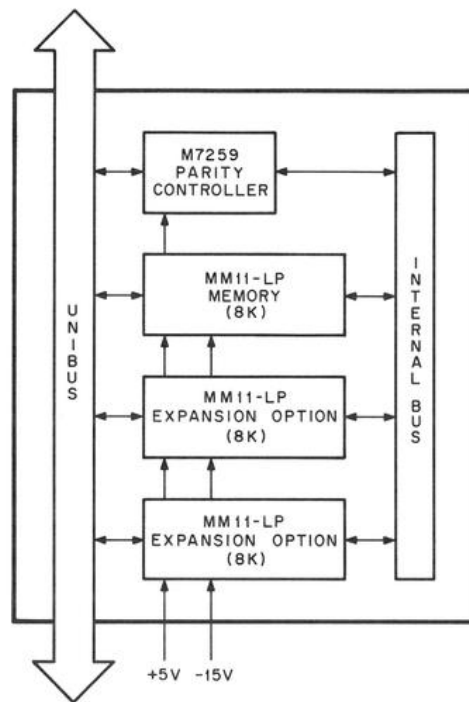 M7259
PARITY
CONTROLLER
MM11-LP
MEMORY
(8K)
MM11-LP
EXPANSION OPTION
(8K)
MM11-LP
EXPANSION OPTION
(8K)
UNIBUS
INTERNAL BUS
+5V -15V